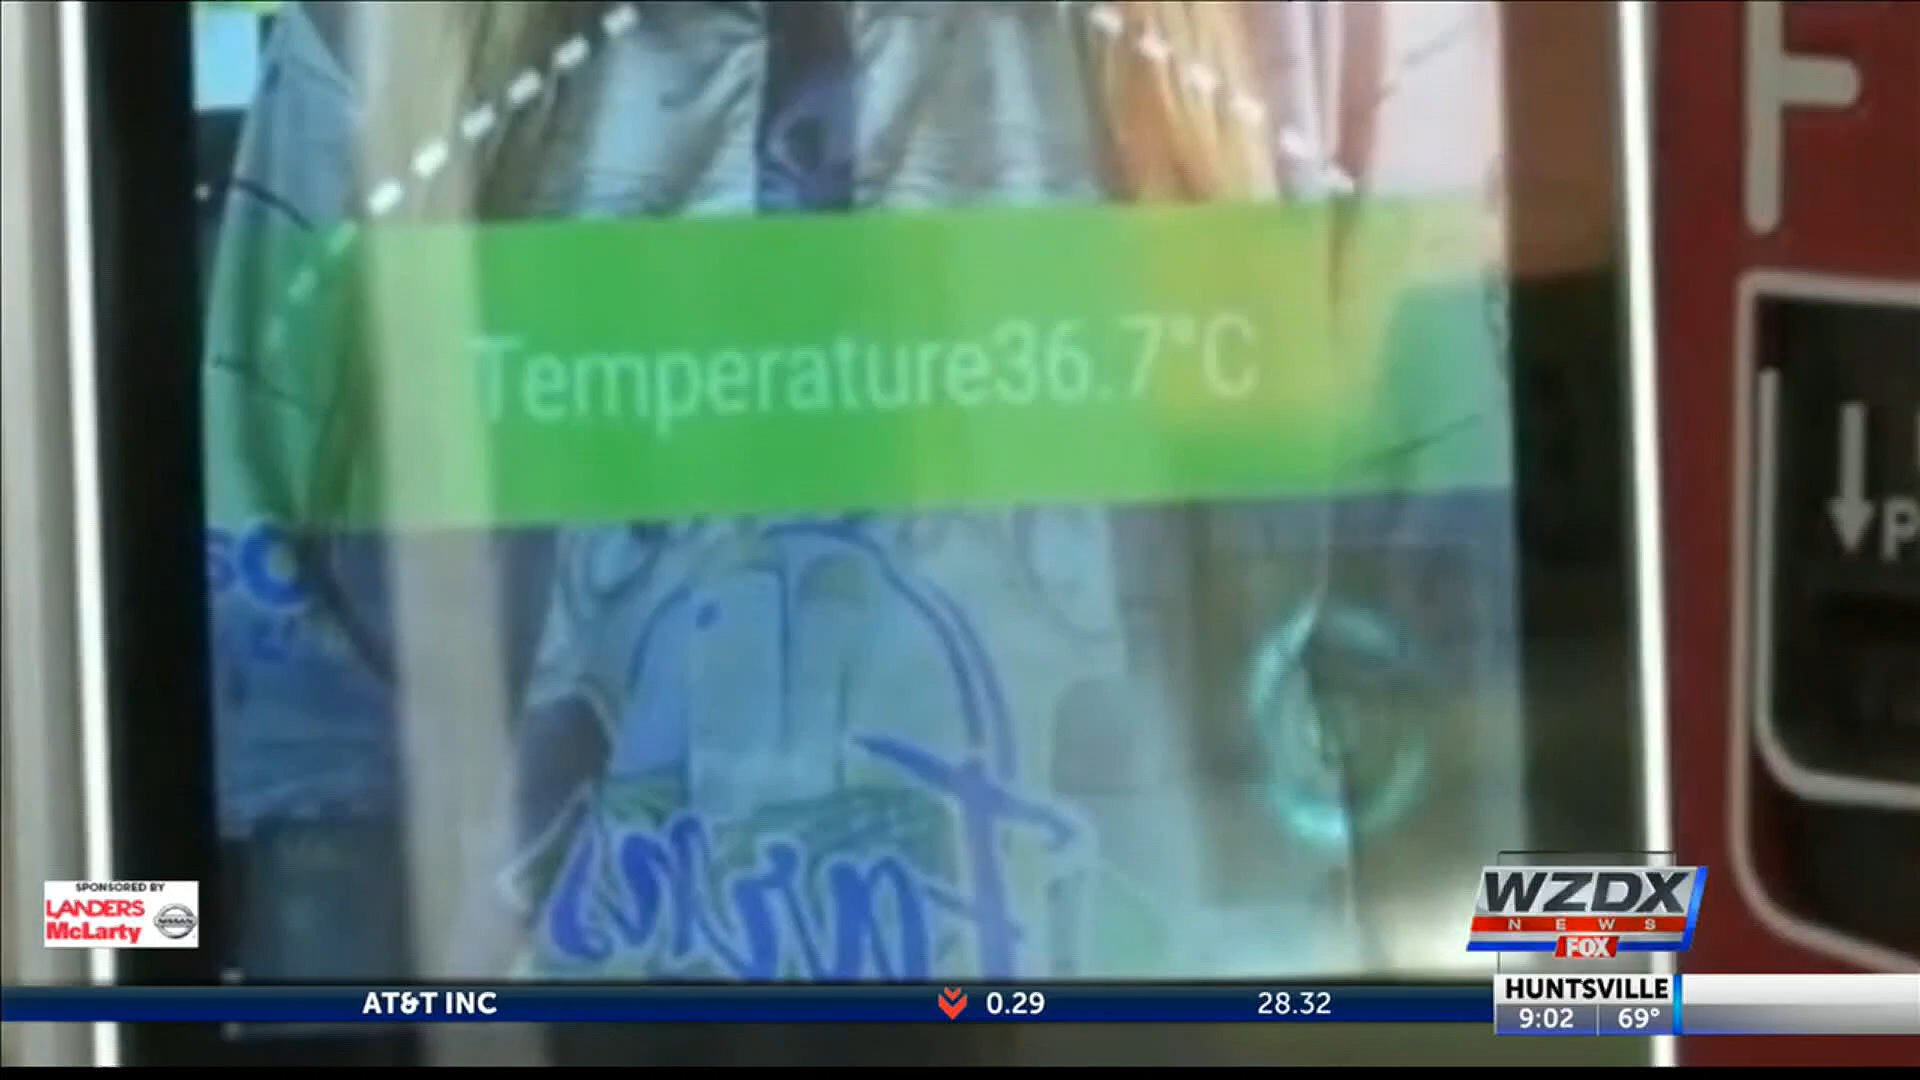 Temperature36.7°C
SPONSORED BY
LANDERS
McLarty
NISSAN
WZDX
NEWS
FOX
AT&T INC 0.29 28.32
HUNTSVILLE
9:02 69°